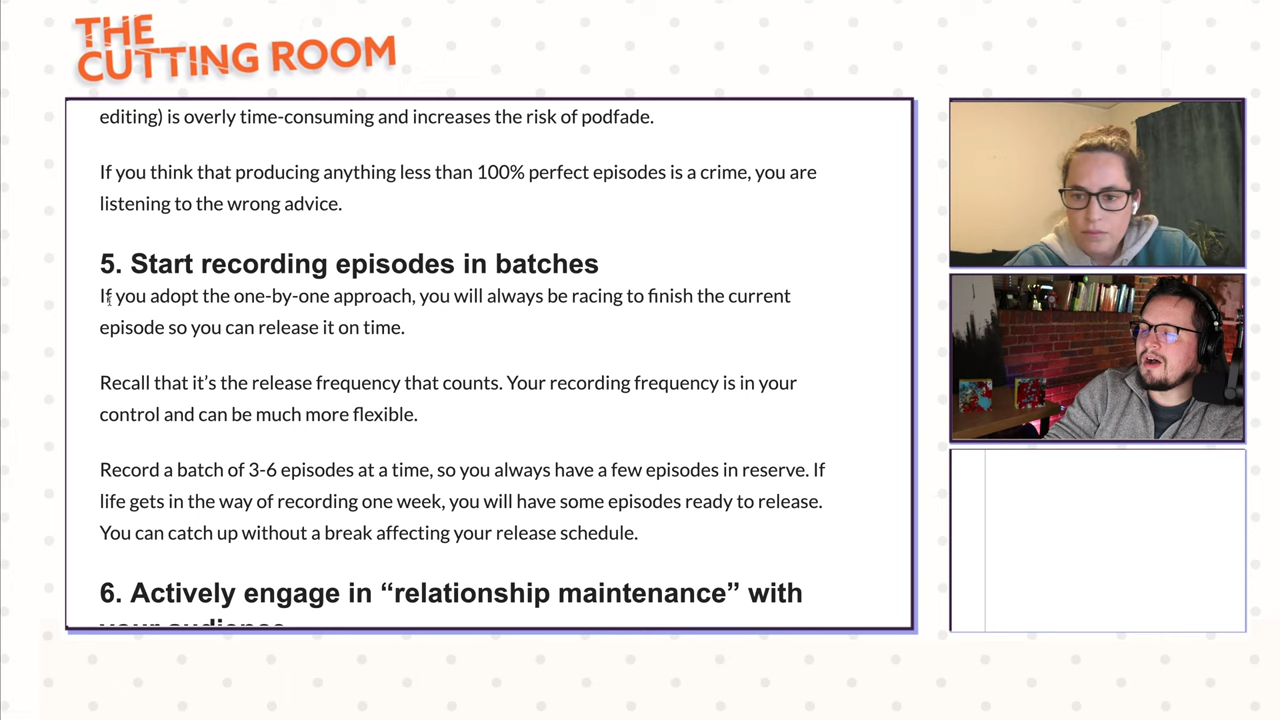 THE
CUTTING ROOM
editing) is overly time-consuming and increases the risk of podfade.
If you think that producing anything less than 100% perfect episodes is a crime, you are
listening to the wrong advice.
5. Start recording episodes in batches
If you adopt the one-by-one approach, you will always be racing to finish the current
episode so you can release it on time.
Recall that it’s the release frequency that counts. Your recording frequency is in your
control and can be much more flexible.
Record a batch of 3-6 episodes at a time, so you always have a few episodes in reserve. If
life gets in the way of recording one week, you will have some episodes ready to release.
You can catch up without a break affecting your release schedule.
6. Actively engage in “relationship maintenance” with
your audience